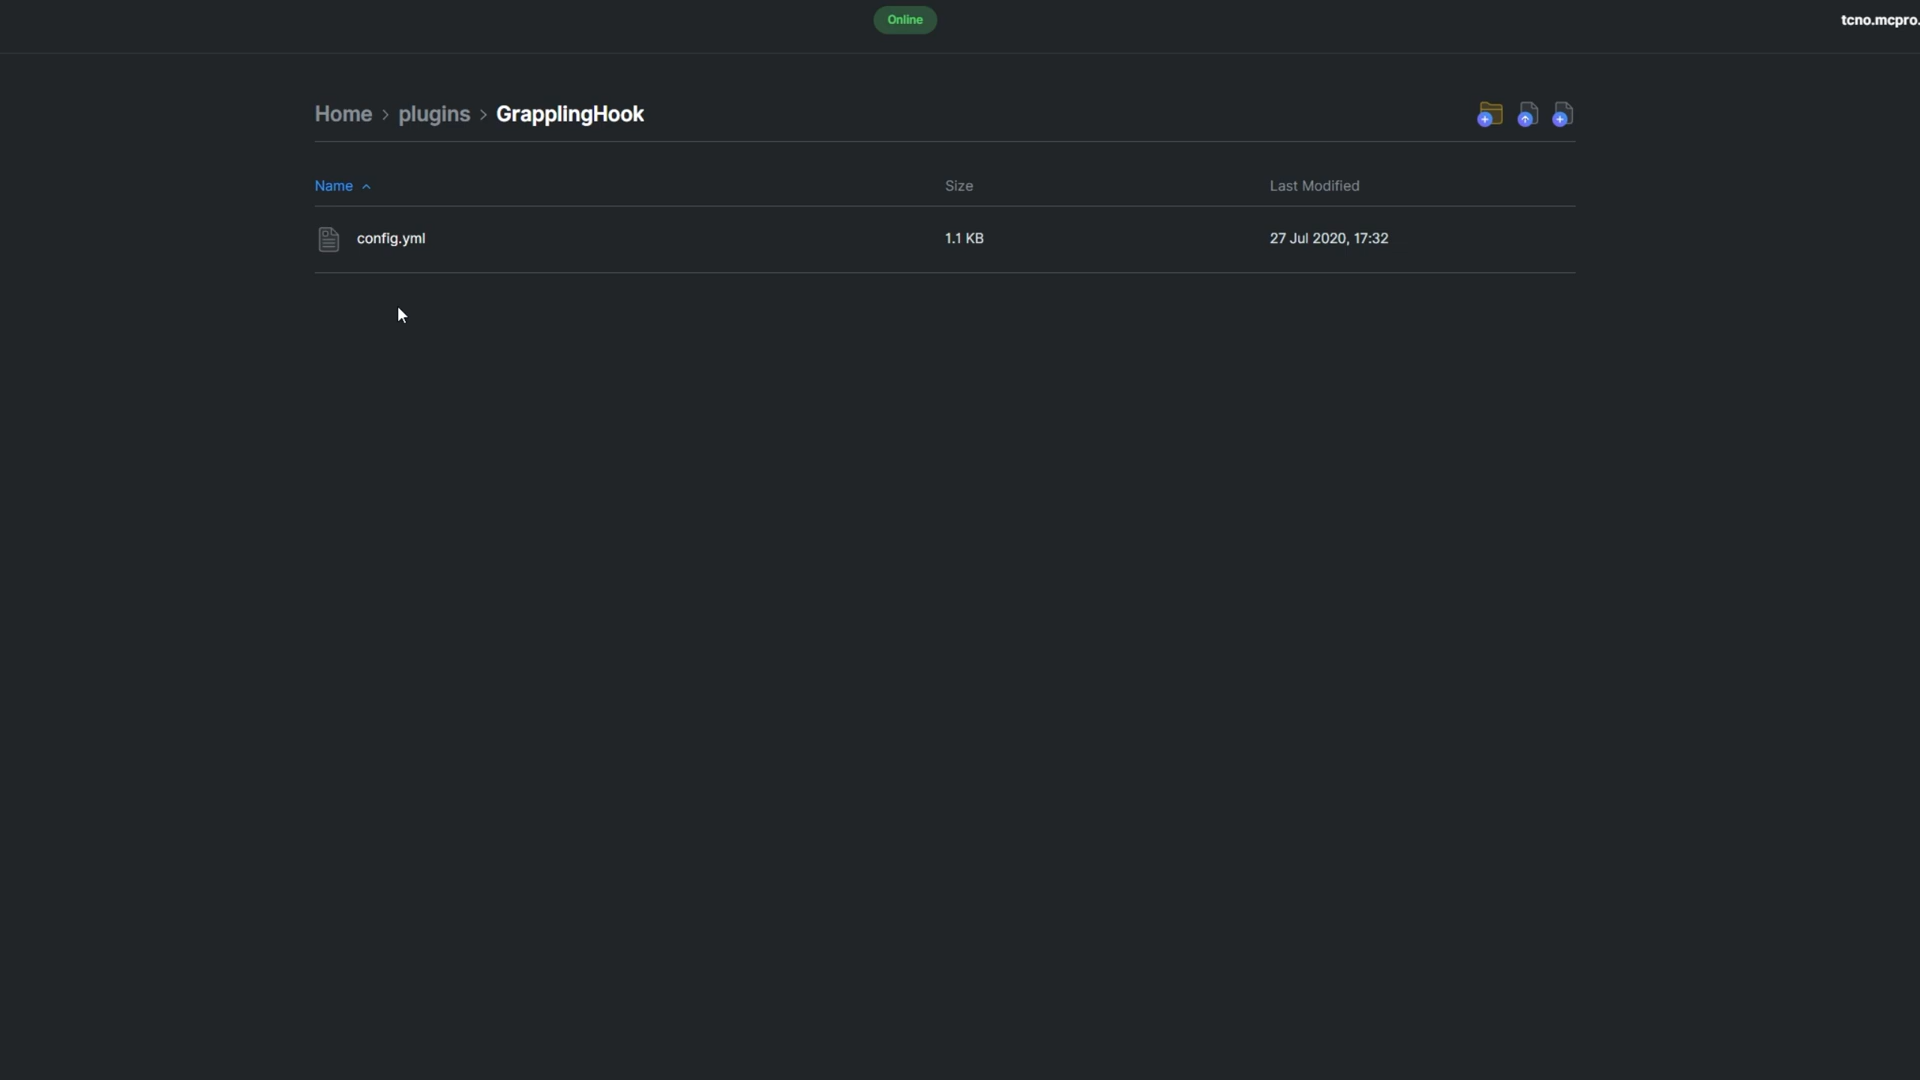 Online
tcno.mcpro.
Home > plugins > GrapplingHook
Name Size Last Modified
config.yml 1.1 KB 27 Jul 2020, 17:32